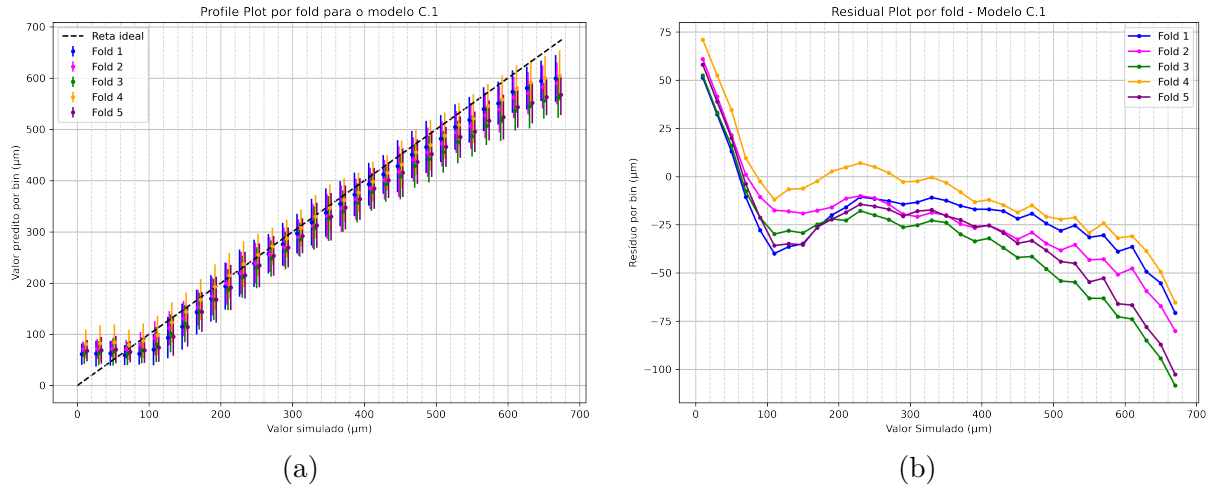 Profile Plot por fold para o modelo C.1
700
600
500
400
300
200
100
0
Valor predito por bin (µm)
Reta ideal
Fold 1
Fold 2
Fold 3
Fold 4
Fold 5
0 100 200 300 400 500 600 700
Valor simulado (µm)
(a)
Residual Plot por fold - Modelo C.1
75
50
25
0
−25
−50
−75
−100
Resíduo por bin (µm)
Fold 1
Fold 2
Fold 3
Fold 4
Fold 5
0 100 200 300 400 500 600 700
Valor Simulado (µm)
(b)